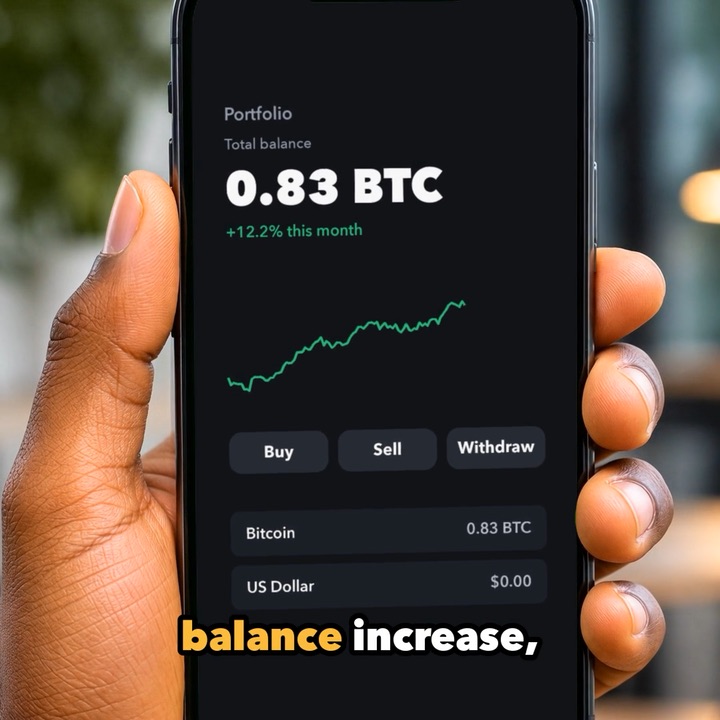 Portfolio
Total balance
0.83 BTC
+12.2% this month
Buy Sell Withdraw
Bitcoin 0.83 BTC
US Dollar $0.00
balance increase,